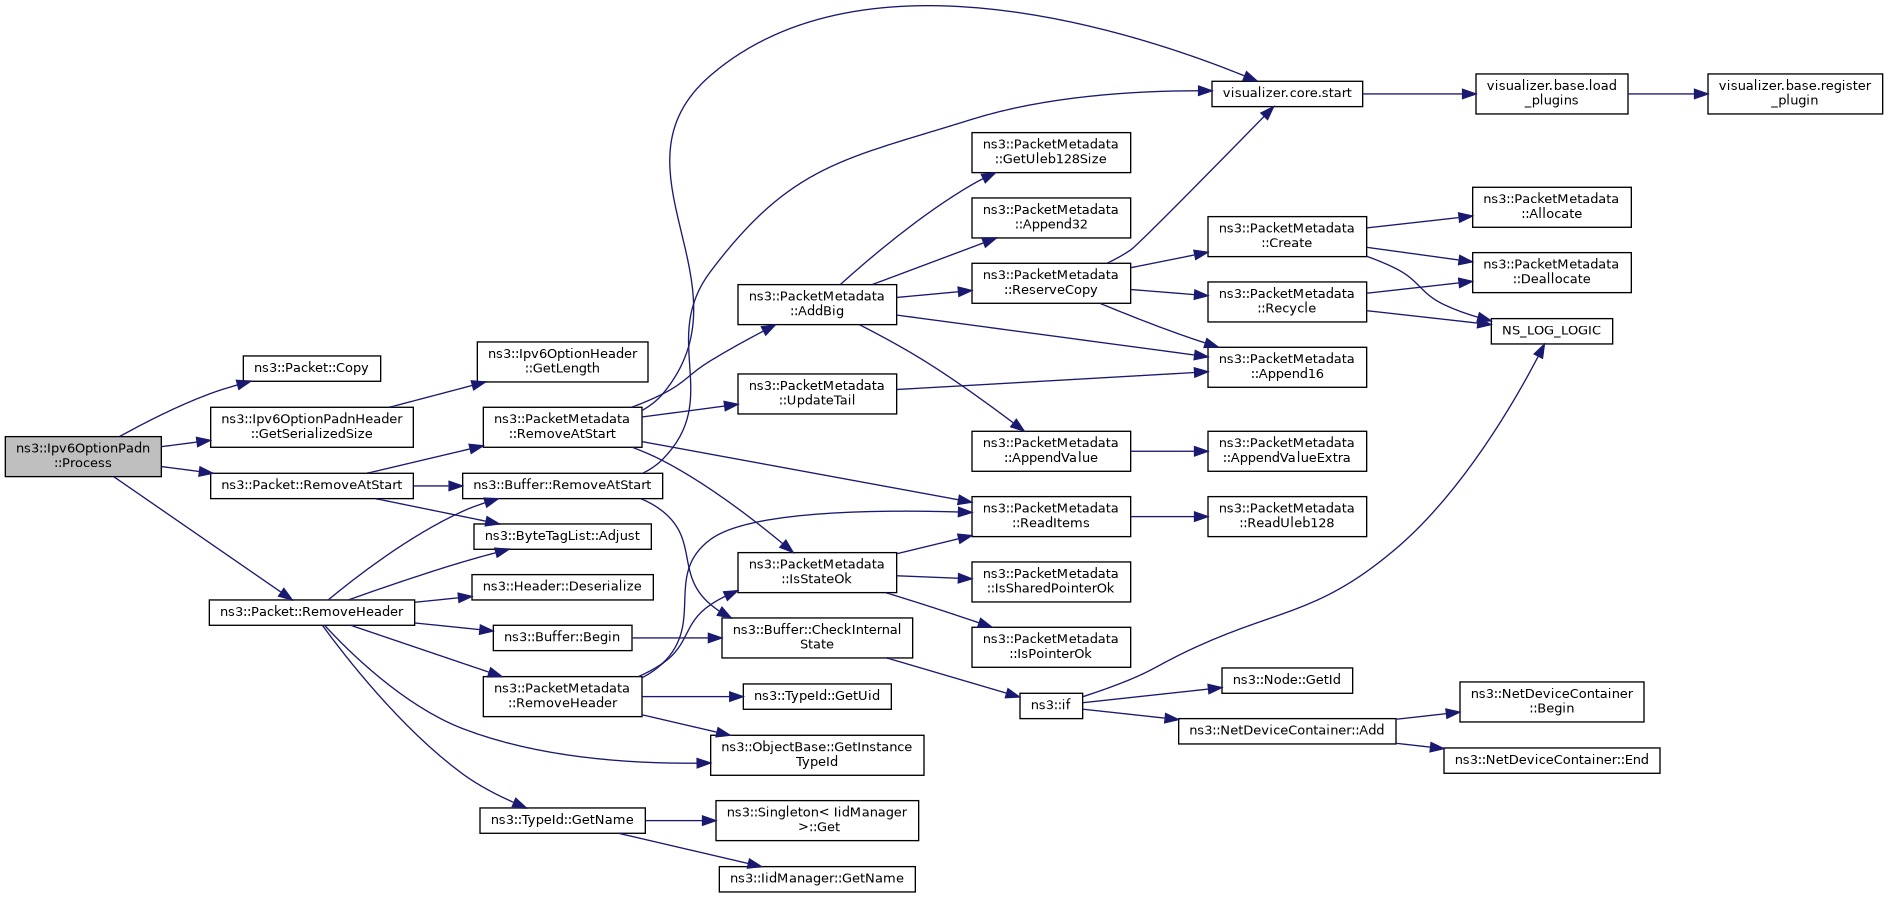 ns3::Ipv6OptionPadn
::Process
ns3::Packet::Copy
ns3::Ipv6OptionPadnHeader
::GetSerializedSize
ns3::Packet::RemoveAtStart
ns3::Packet::RemoveHeader
ns3::Ipv6OptionHeader
::GetLength
ns3::PacketMetadata
::RemoveAtStart
ns3::Buffer::RemoveAtStart
ns3::ByteTagList::Adjust
ns3::Header::Deserialize
ns3::Buffer::Begin
ns3::PacketMetadata
::RemoveHeader
ns3::TypeId::GetName
ns3::PacketMetadata
::AddBig
ns3::PacketMetadata
::UpdateTail
ns3::PacketMetadata
::IsStateOk
ns3::Buffer::CheckInternal
State
ns3::TypeId::GetUid
ns3::ObjectBase::GetInstance
TypeId
ns3::Singleton< IidManager
>::Get
ns3::IidManager::GetName
ns3::PacketMetadata
::GetUleb128Size
ns3::PacketMetadata
::Append32
ns3::PacketMetadata
::ReserveCopy
ns3::PacketMetadata
::AppendValue
ns3::PacketMetadata
::ReadItems
ns3::PacketMetadata
::IsSharedPointerOk
ns3::PacketMetadata
::IsPointerOk
ns3::if
visualizer.core.start
ns3::PacketMetadata
::Create
ns3::PacketMetadata
::Recycle
ns3::PacketMetadata
::Append16
ns3::PacketMetadata
::AppendValueExtra
ns3::PacketMetadata
::ReadUleb128
ns3::Node::GetId
ns3::NetDeviceContainer::Add
visualizer.base.load
_plugins
ns3::PacketMetadata
::Allocate
ns3::PacketMetadata
::Deallocate
NS_LOG_LOGIC
ns3::NetDeviceContainer
::Begin
ns3::NetDeviceContainer::End
visualizer.base.register
_plugin